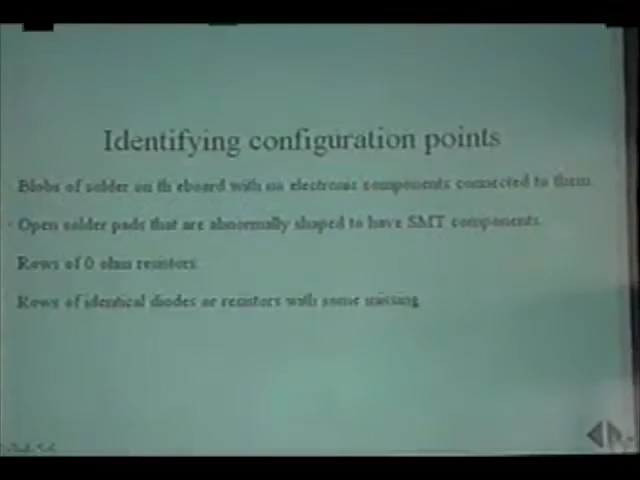 Identifying configuration points
Blobs of solder on th eboard with no electronic components connected to them
Open solder pads that are abnormally shaped to have SMT components
Rows of 0 ohm resistors
Rows of identical diodes or resistors with some missing